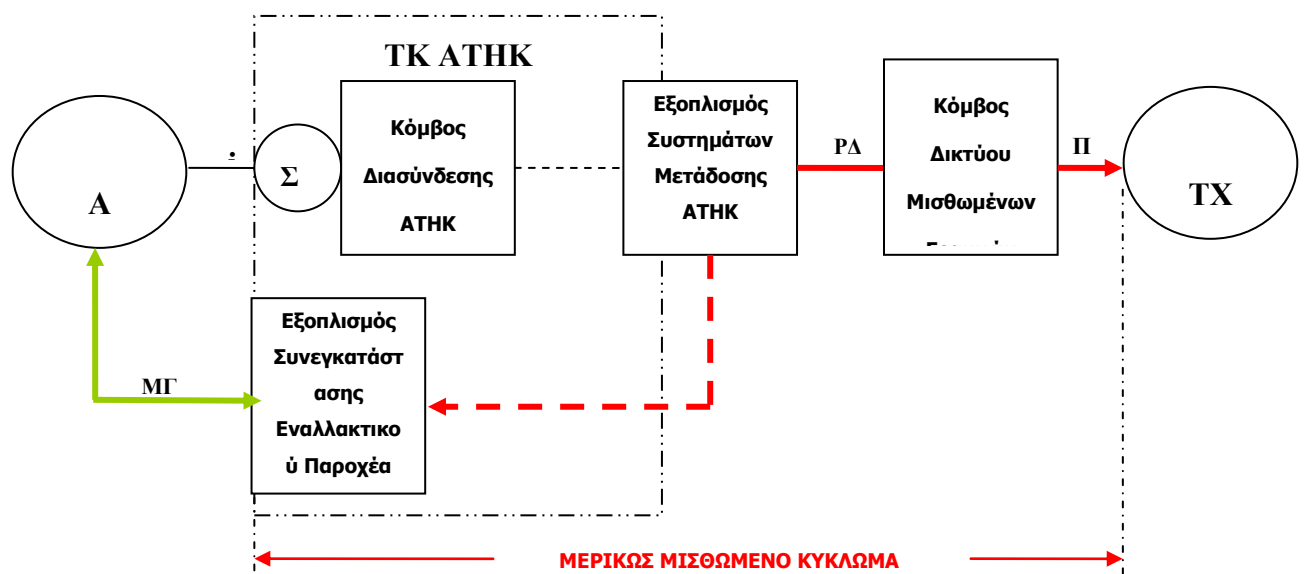 ΤΚ ΑΤΗΚ
Α
Σ
Κόμβος
Διασύνδεσης
ΑΤΗΚ
Εξοπλισμός
Συστημάτων
Μετάδοσης
ΑΤΗΚ
ΡΔ
Κόμβος
Δικτύου
Μισθωμένων
Π
ΤΧ
ΜΓ
Εξοπλισμός
Συνεγκατάστ
ασης
Εναλλακτικο
ύ Παροχέα
ΜΕΡΙΚΩΣ ΜΙΣΘΩΜΕΝΟ ΚΥΚΛΩΜΑ